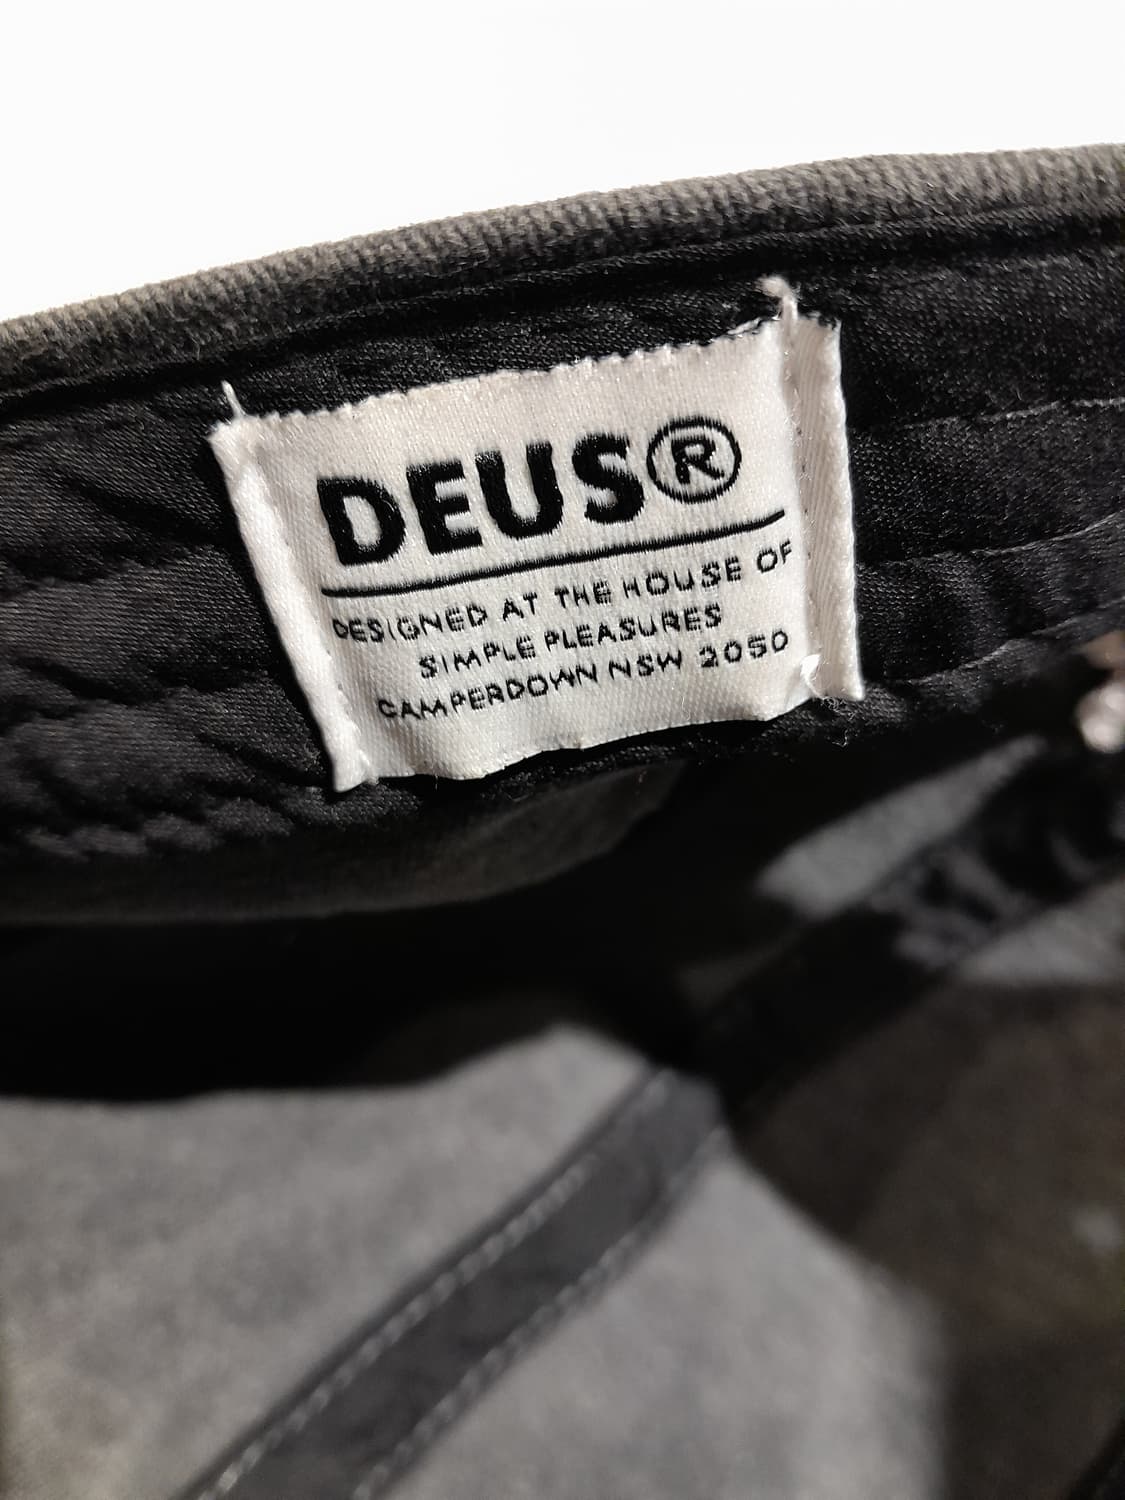 DEUS®
DESIGNED AT THE HOUSE OF
SIMPLE PLEASURES
CAMPERDOWN NSW 2050